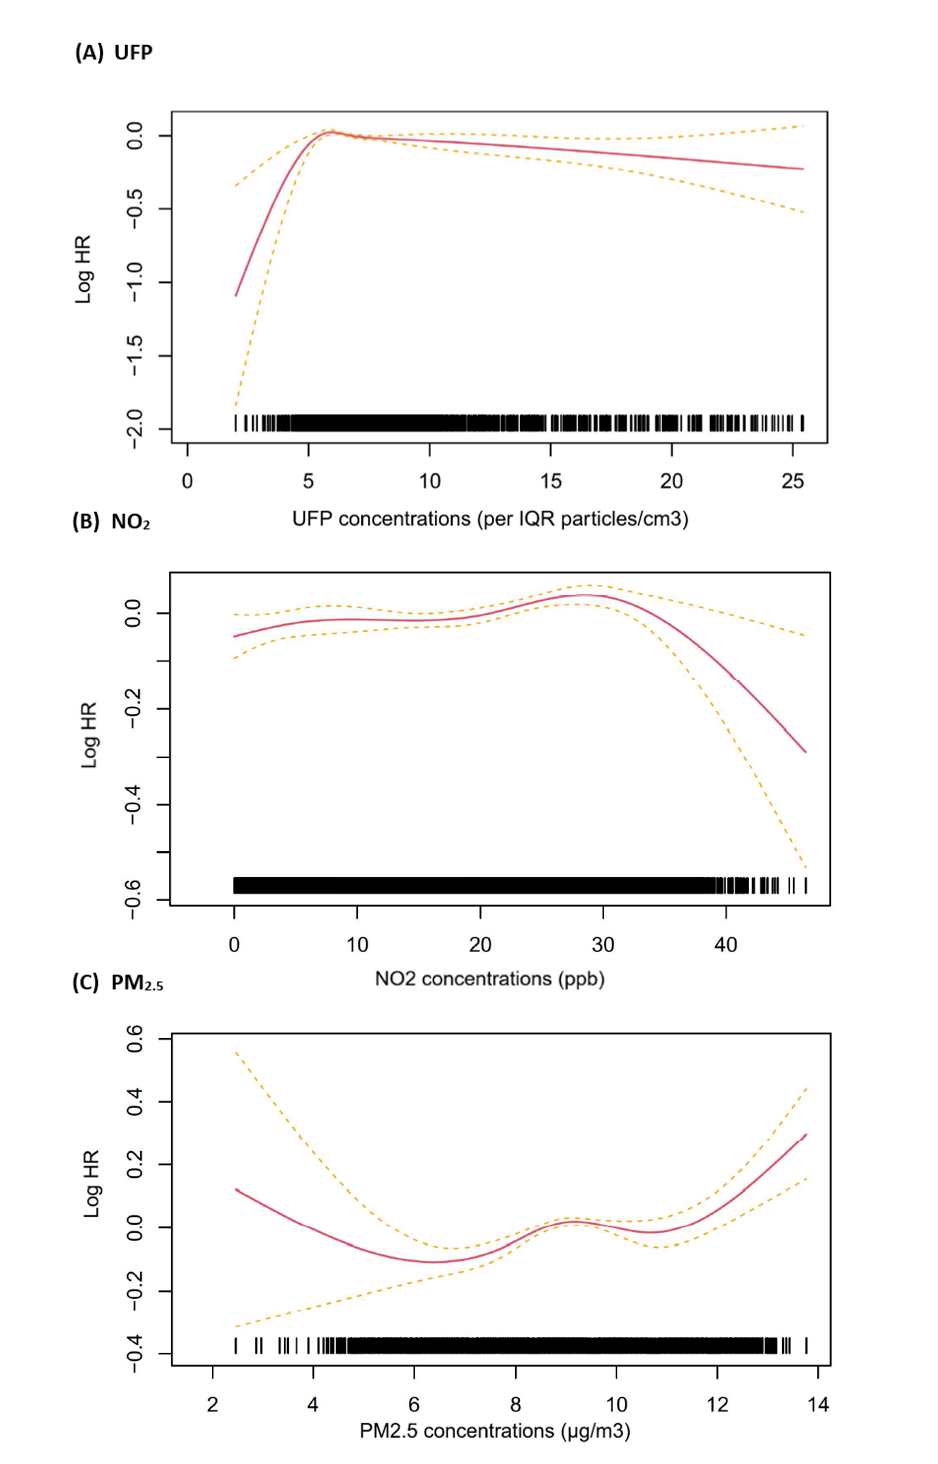 (A) UFP
0.0
−0.5
−1.0
−1.5
−2.0
Log HR
0 5 10 15 20 25
UFP concentrations (per IQR particles/cm3)
(B) NO₂
0.0
−0.2
−0.4
−0.6
Log HR
0 10 20 30 40
NO2 concentrations (ppb)
(C) PM₂.₅
0.6
0.4
0.2
0.0
−0.2
−0.4
Log HR
2 4 6 8 10 12 14
PM2.5 concentrations (µg/m3)